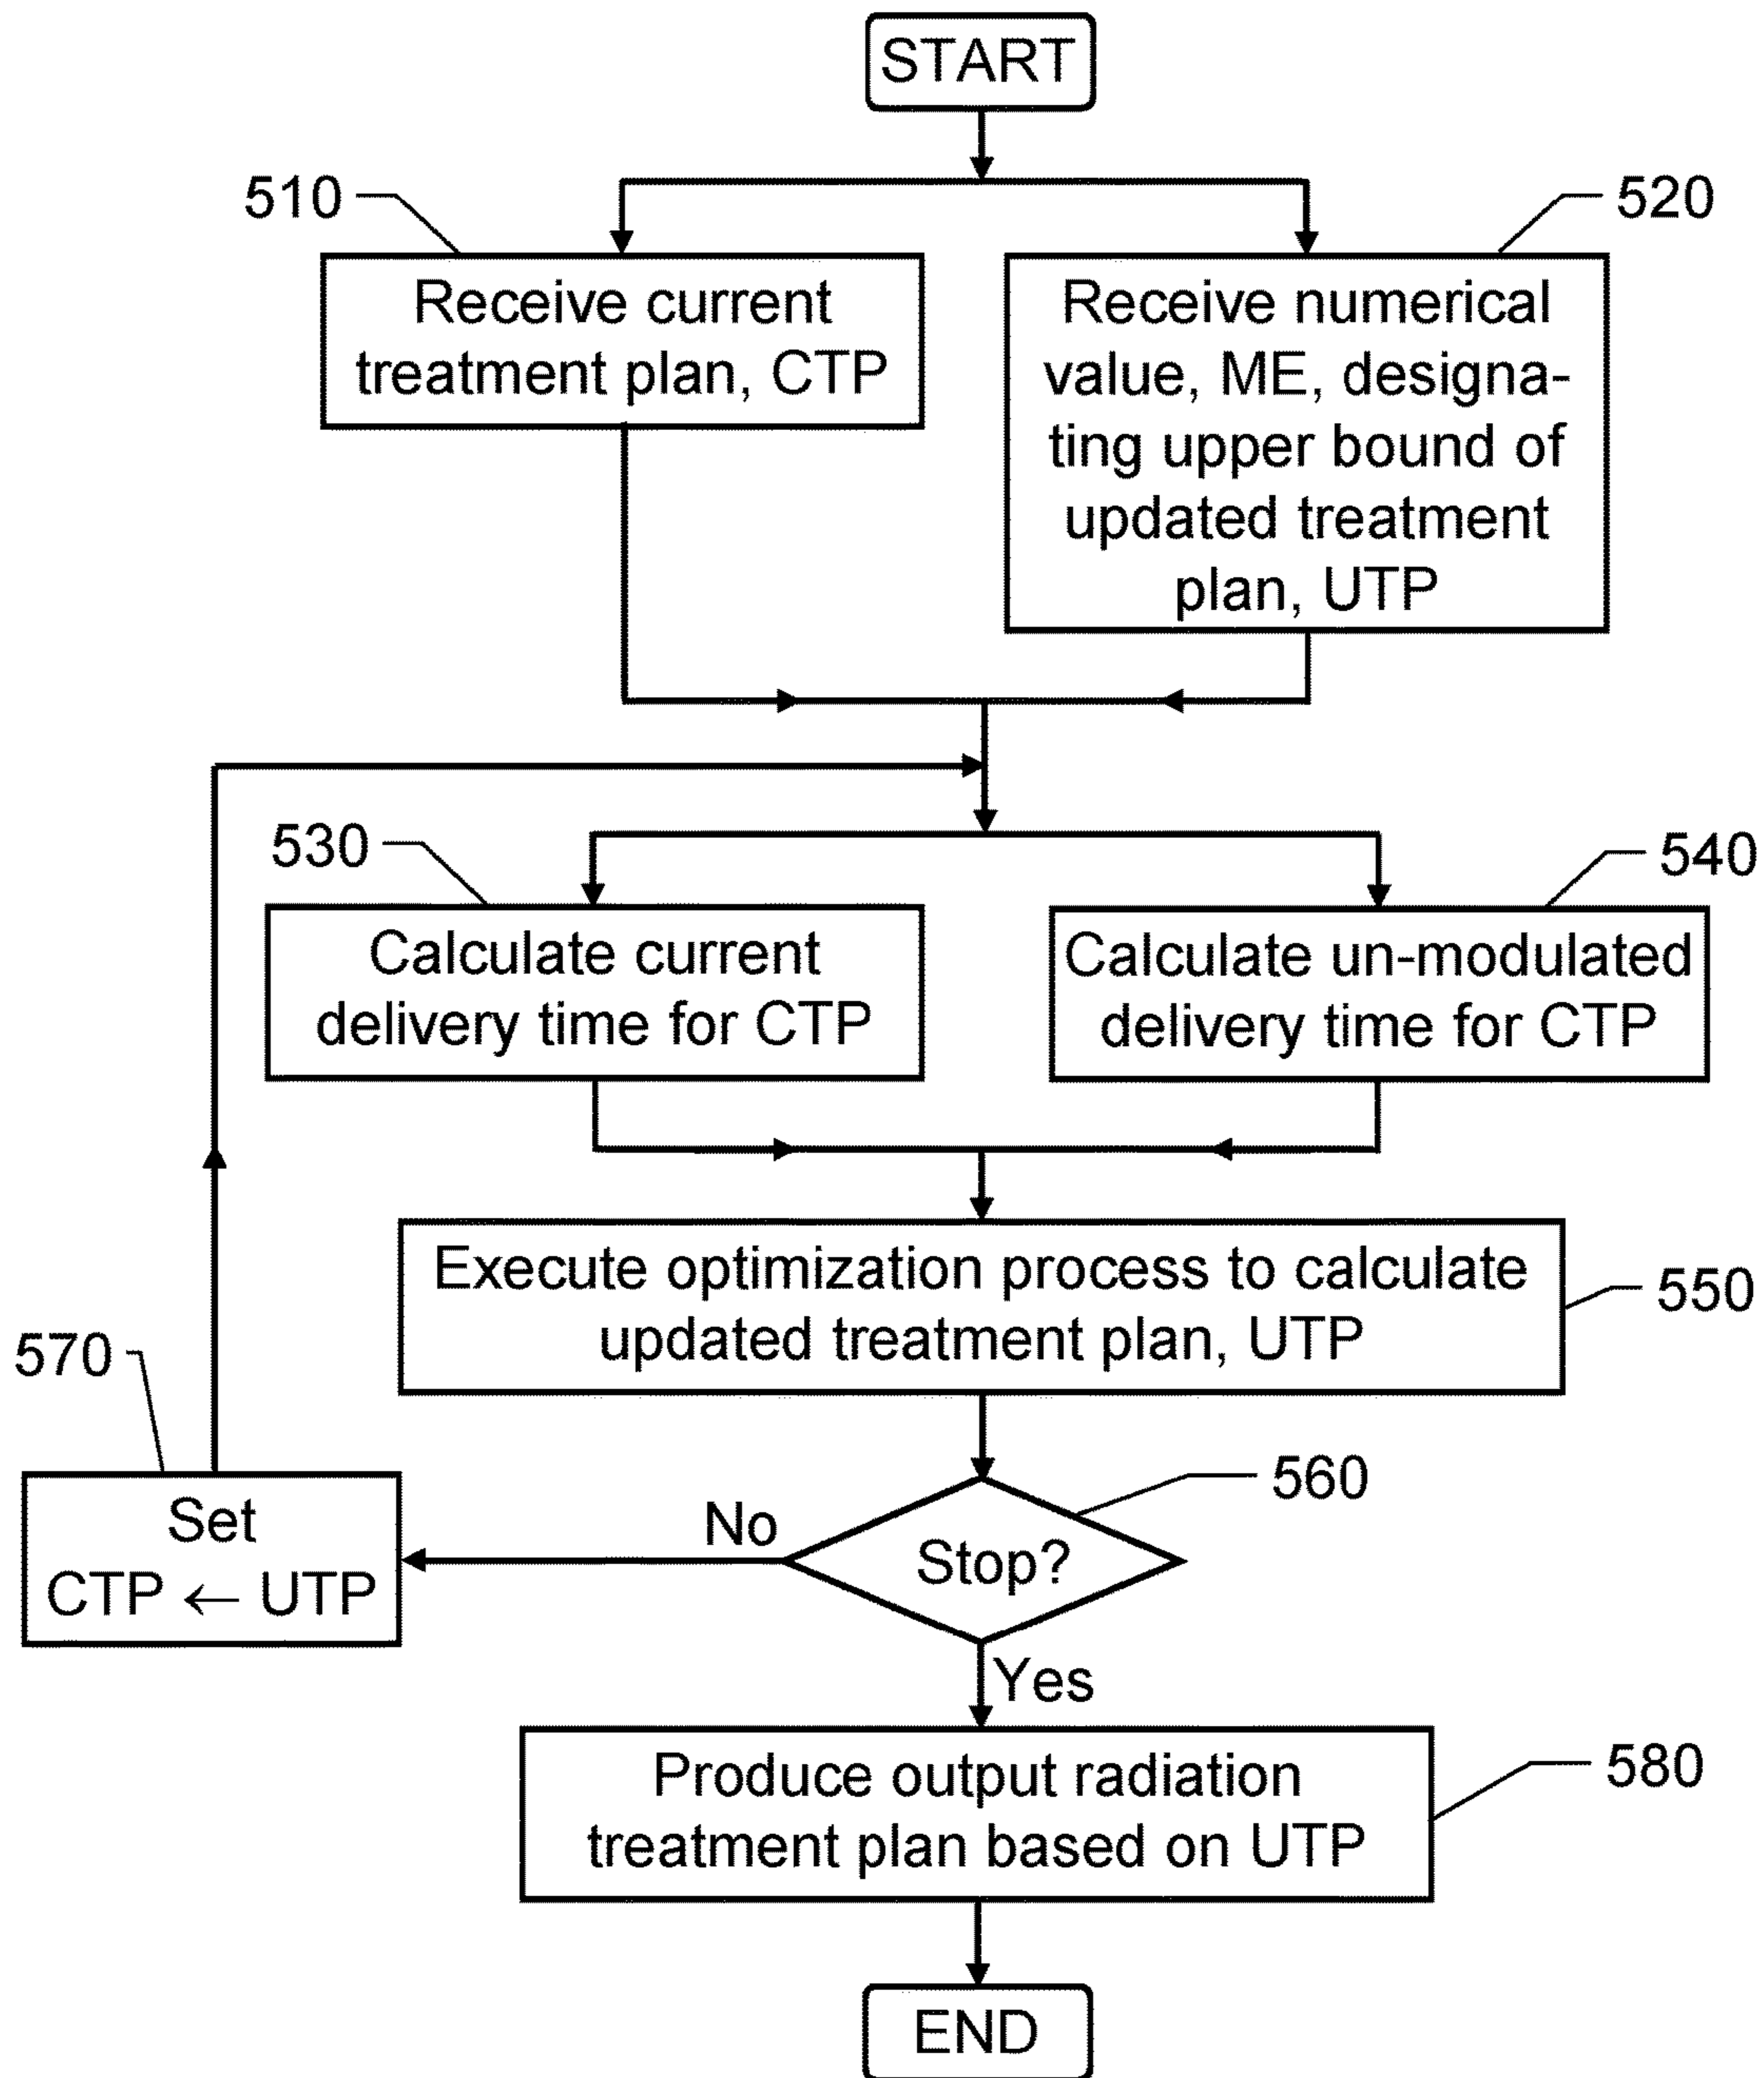 START
510
520
Receive current
treatment plan, CTP
Receive numerical
value, ME, designa-
ting upper bound of
updated treatment
plan, UTP
530
540
Calculate current
delivery time for CTP
Calculate un-modulated
delivery time for CTP
Execute optimization process to calculate
updated treatment plan, UTP
550
570
560
Set
CTP ← UTP
No
Stop?
Yes
Produce output radiation
treatment plan based on UTP
580
END